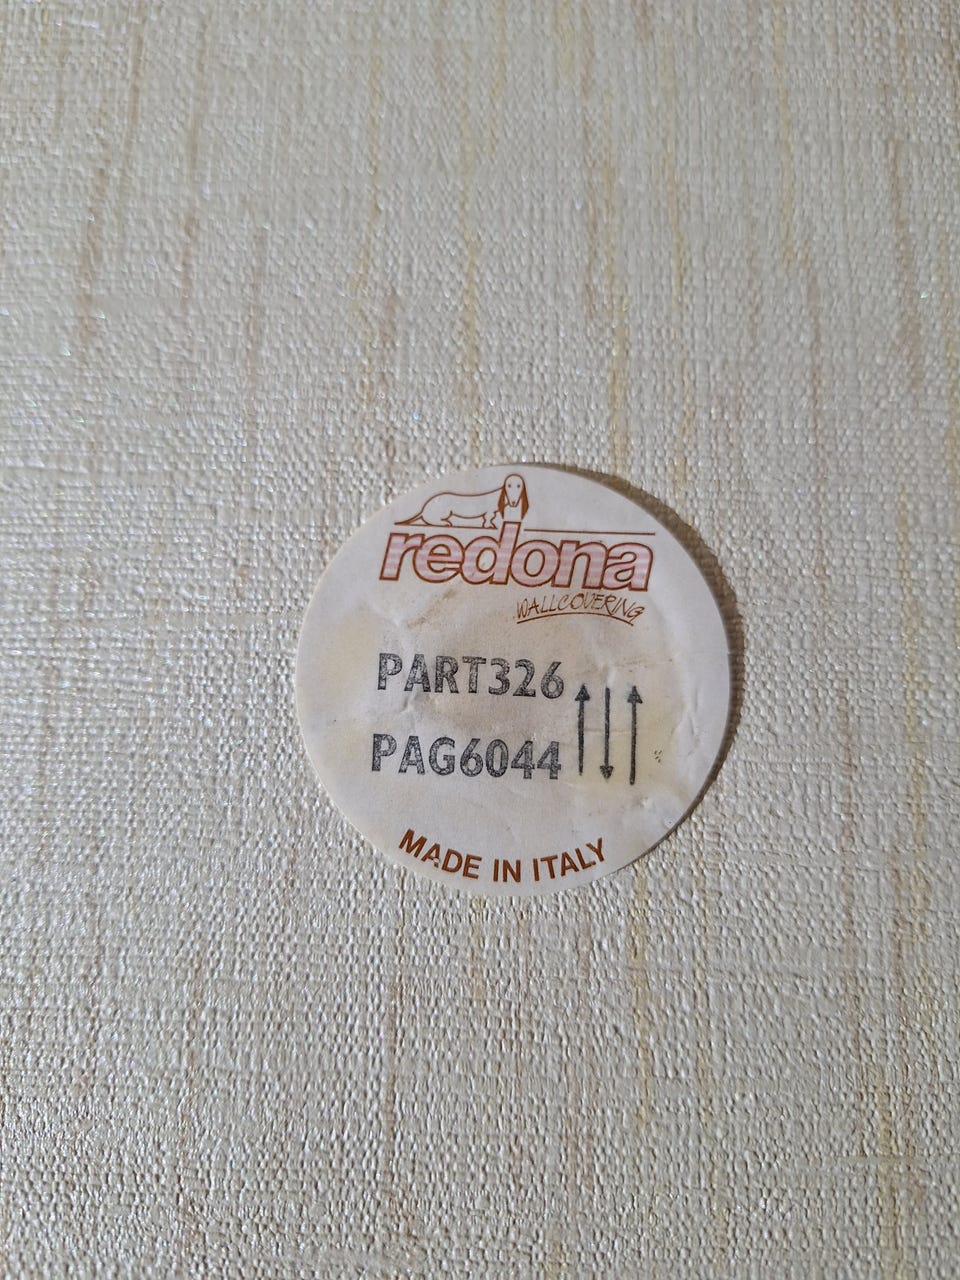 redona
WALLCOVERING
PART326
PAG6044
MADE IN ITALY